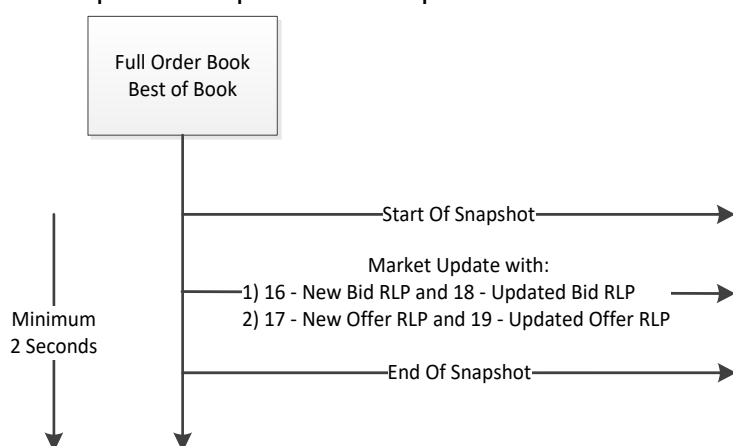 Full Order Book
Best of Book
Start Of Snapshot
Market Update with:
1) 16 - New Bid RLP and 18 - Updated Bid RLP
2) 17 - New Offer RLP and 19 - Updated Offer RLP
Minimum
2 Seconds
End Of Snapshot